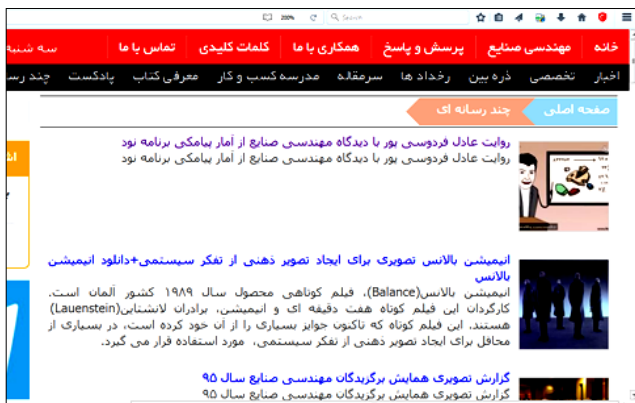 200%
Search
خانه مهندسی صنایع پرسش و پاسخ همکاری با ما کلمات کلیدی تماس با ما سه شنبه
اخبار تخصصی ذره بین رخداد ها سرمقاله مدرسه کسب و کار معرفی کتاب پادکست چند رسا
صفحه اصلی چند رسانه ای
روایت عادل فردوسی پور با دیدگاه مهندسی صنایع از آمار پیامکی برنامه نود
روایت عادل فردوسی پور با دیدگاه مهندسی صنایع از آمار پیامکی برنامه نود
انیمیشن بالانس تصویری برای ایجاد تصویر ذهنی از تفکر سیستمی+دانلود انیمیشن
بالانس
انیمیشن بالانس(Balance)، فیلم کوتاهی محصول سال ۱۹۸۹ کشور آلمان است.
کارگردان این فیلم کوتاه هفت دقیقه ای و انیمیشن، برادران لانشتاین(Lauenstein)
هستند. این فیلم کوتاه که تاکنون جوایز بسیاری را از آن خود کرده است، در بسیاری از
محافل برای ایجاد تصویر ذهنی از تفکر سیستمی، مورد استفاده قرار می گیرد.
گزارش تصویری همایش برگزیدگان مهندسی صنایع سال ۹۵
گزارش تصویری همایش برگزیدگان مهندسی صنایع سال ۹۵